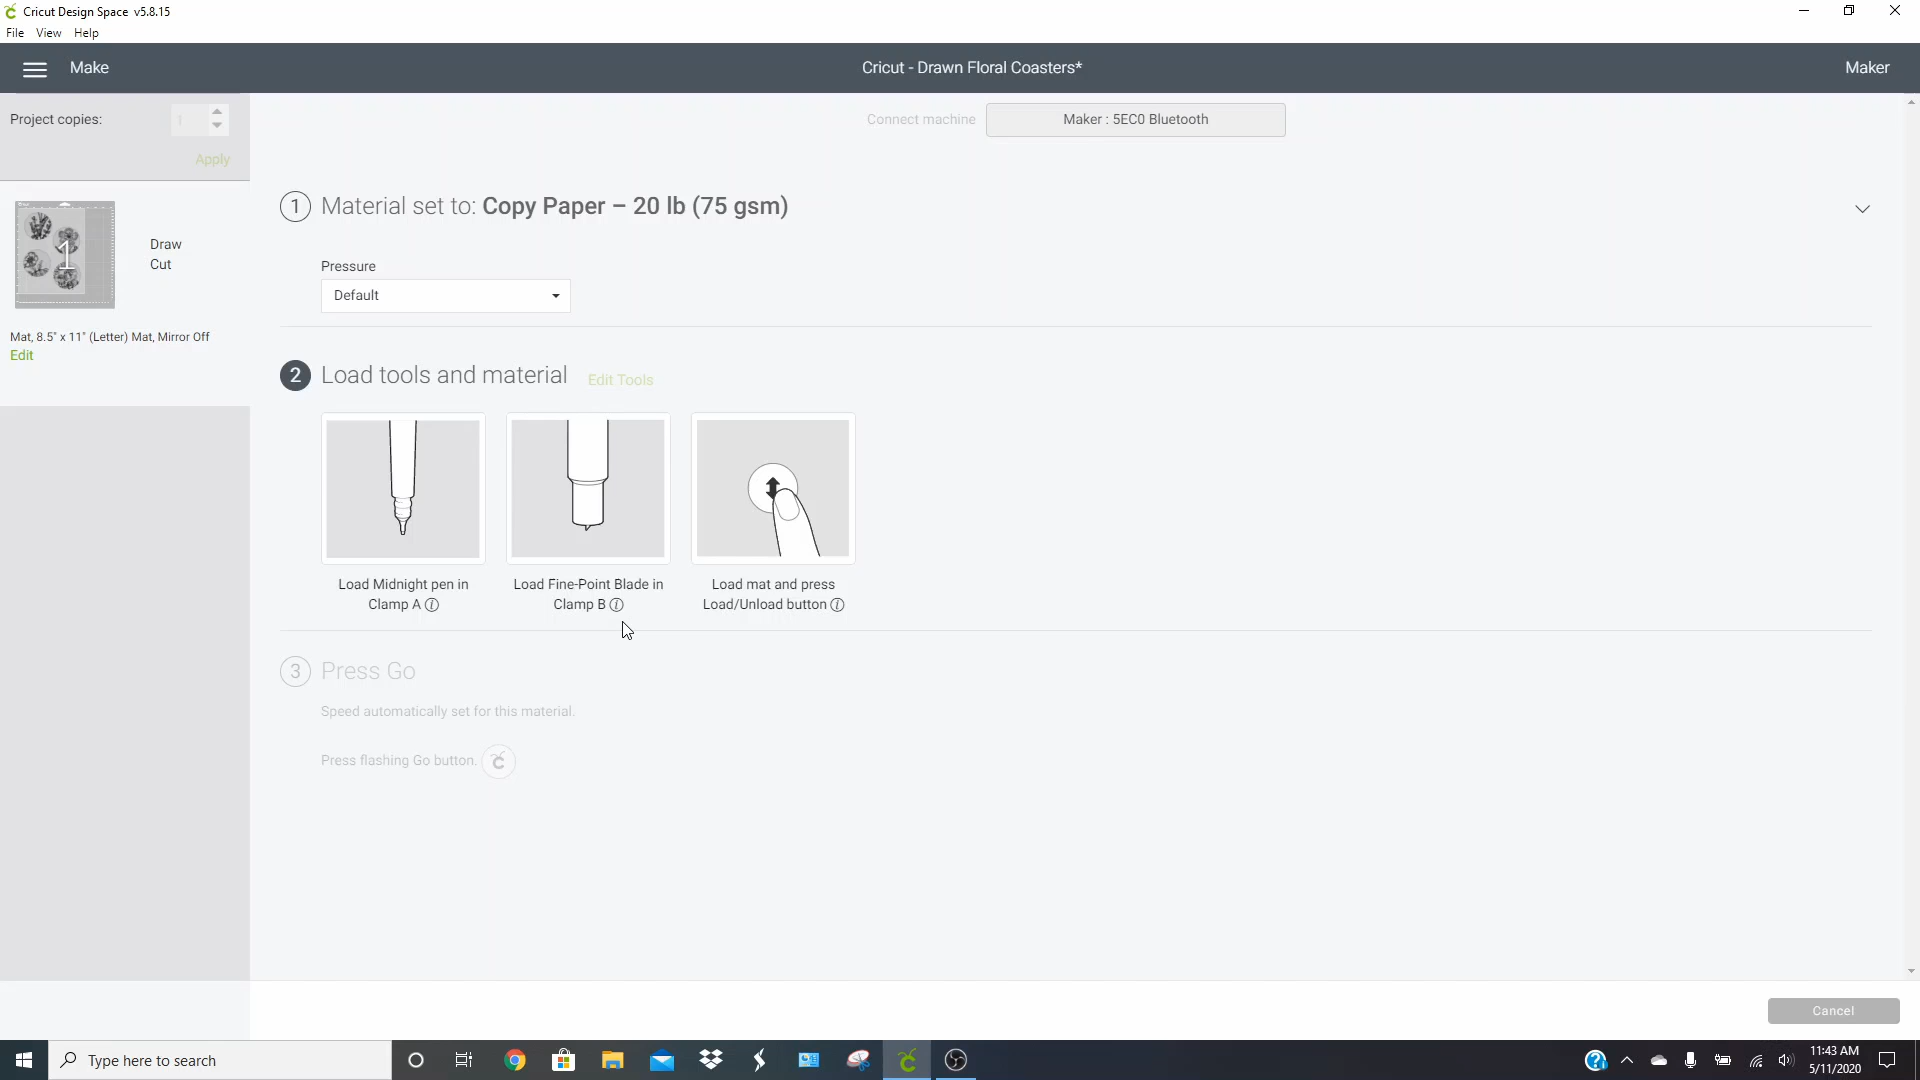 Cricut Design Space v5.8.15
File View Help
Make
Cricut - Drawn Floral Coasters*
Maker
Project copies:
1
Apply
Connect machine
Maker : 5EC0 Bluetooth
1 Material set to: Copy Paper – 20 lb (75 gsm)
1
Draw
Cut
Pressure
Default
Mat, 8.5" x 11" (Letter) Mat, Mirror Off
Edit
2 Load tools and material Edit Tools
Load Midnight pen in
Clamp A
Load Fine-Point Blade in
Clamp B
Load mat and press
Load/Unload button
3 Press Go
Speed automatically set for this material.
Press flashing Go button.
Cancel
Type here to search
11:43 AM
5/11/2020